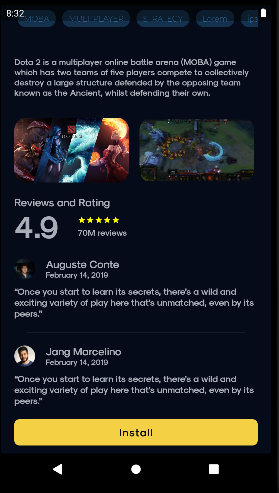 8:32
MOBA
MULTIPLAYER
STRATEGY
Lorem
Ips
Dota 2 is a multiplayer online battle arena (MOBA) game
which has two teams of five players compete to collectively
destroy a large structure defended by the opposing team
known as the Ancient, whilst defending their own.
Reviews and Rating
4.9
70M reviews
Auguste Conte
February 14, 2019
“Once you start to learn its secrets, there’s a wild and
exciting variety of play here that’s unmatched, even by its
peers.”
Jang Marcelino
February 14, 2019
“Once you start to learn its secrets, there’s a wild and
exciting variety of play here that’s unmatched, even by its
peers.”
Install